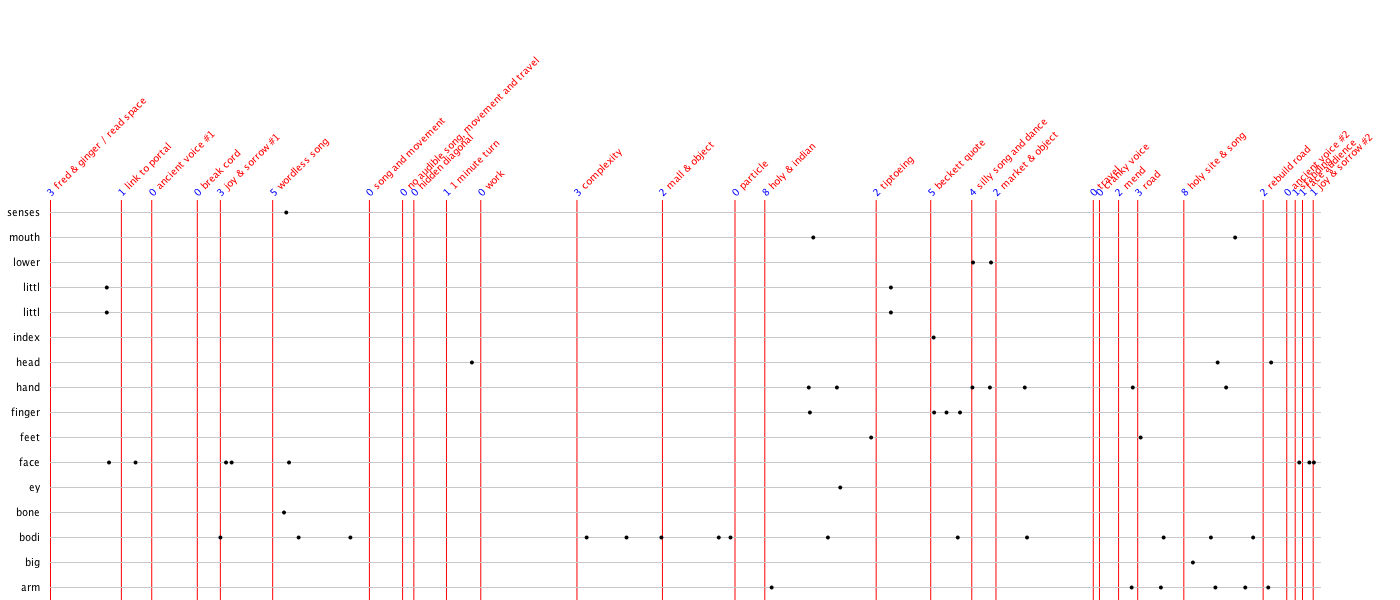 3 fred & ginger / read space
1 link to portal
0 ancient voice #1
0 break cord
3 joy & sorrow #1
5 wordless song
0 song and movement
0 no audible song, movement and travel
0 hidden diagonal
1 1 minute turn
0 work
3 complexity
2 mall & object
0 particle
8 holy & indian
2 tiptoeing
5 beckett quote
4 silly song and dance
2 market & object
0 travel
0 cranky voice
2 mend
3 road
8 holy site & song
2 rebuild road
0 ancient voice #2
1
1 face audience
1 joy & sorrow #2
senses
mouth
lower
littl
littl
index
head
hand
finger
feet
face
ey
bone
bodi
big
arm